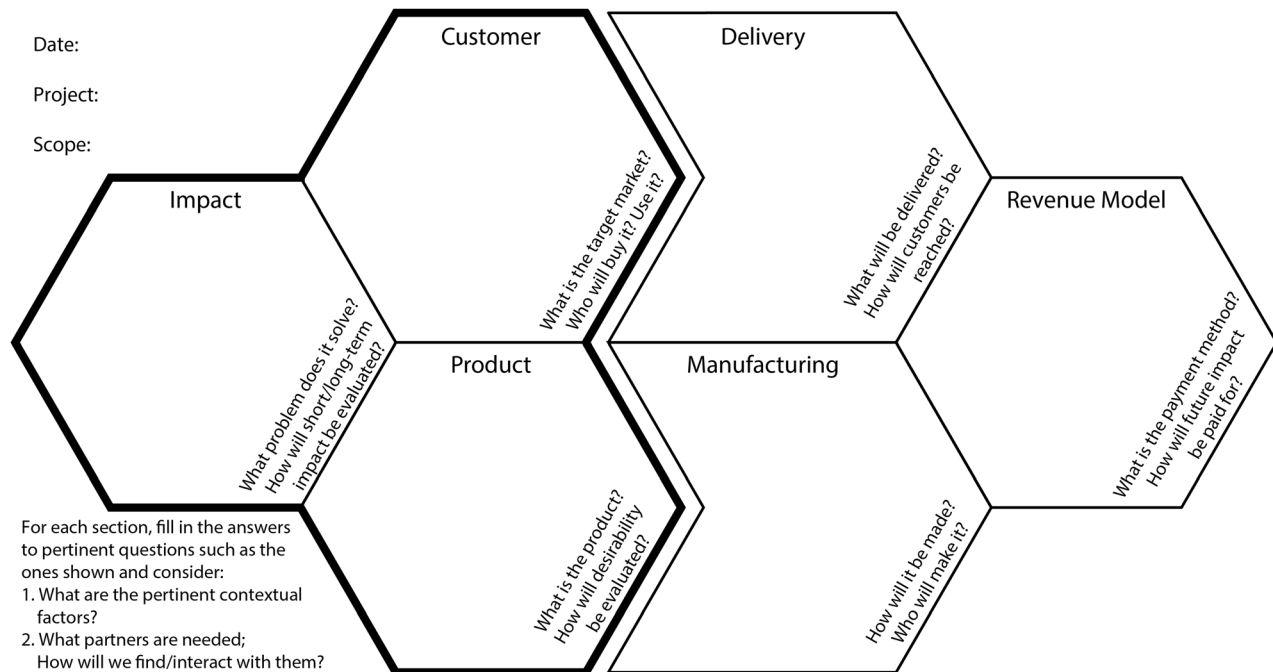 Date:
Project:
Scope:
Customer
What is the target market?
Who will buy it? Use it?
Delivery
What will be delivered?
How will customers be
reached?
Impact
What problem does it solve?
How will short/long-term
impact be evaluated?
Revenue Model
What is the payment method?
How will future impact
be paid for?
Product
What is the product?
How will desirability
be evaluated?
Manufacturing
How will it be made?
Who will make it?
For each section, fill in the answers
to pertinent questions such as the
ones shown and consider:
1. What are the pertinent contextual
factors?
2. What partners are needed;
How will we find/interact with them?